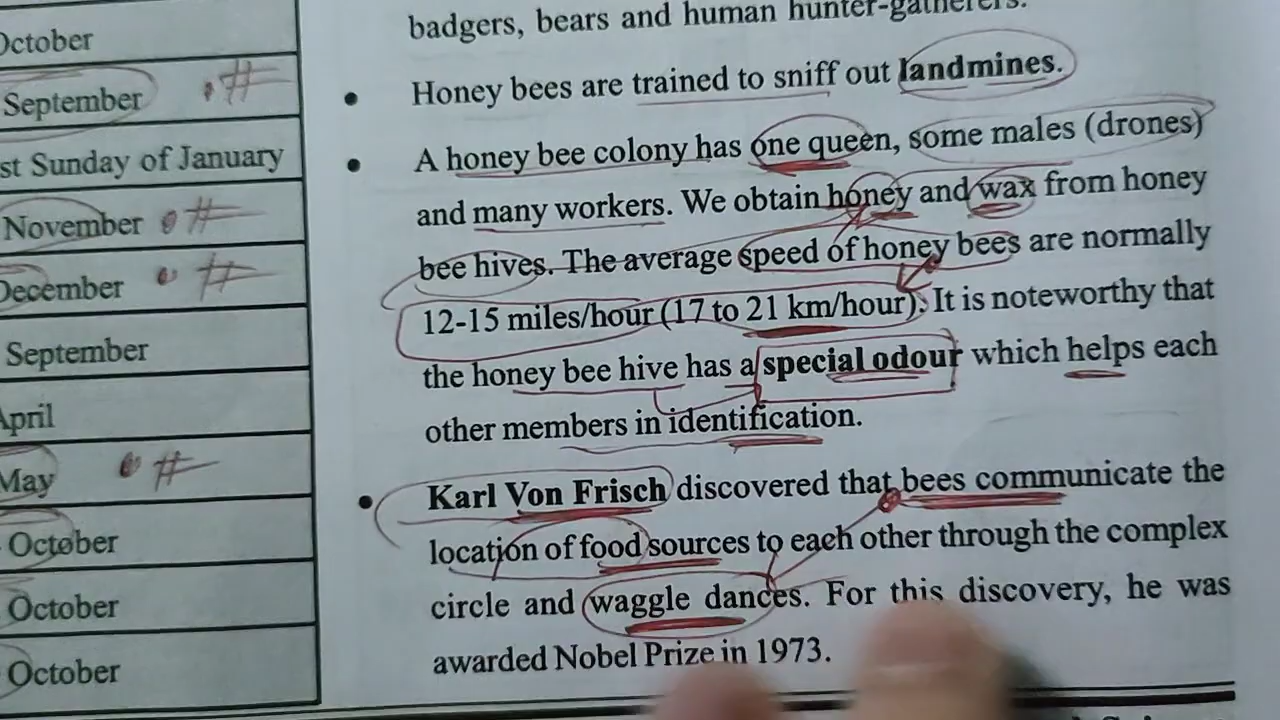 October
September
st Sunday of January
November
December
September
April
May
October
October
October
badgers, bears and human hunter-gatherers.
• Honey bees are trained to sniff out landmines.
• A honey bee colony has one queen, some males (drones)
and many workers. We obtain honey and wax from honey
bee hives. The average speed of honey bees are normally
12-15 miles/hour (17 to 21 km/hour). It is noteworthy that
the honey bee hive has a special odour which helps each
other members in identification.
• Karl Von Frisch discovered that bees communicate the
location of food sources to each other through the complex
circle and waggle dances. For this discovery, he was
awarded Nobel Prize in 1973.